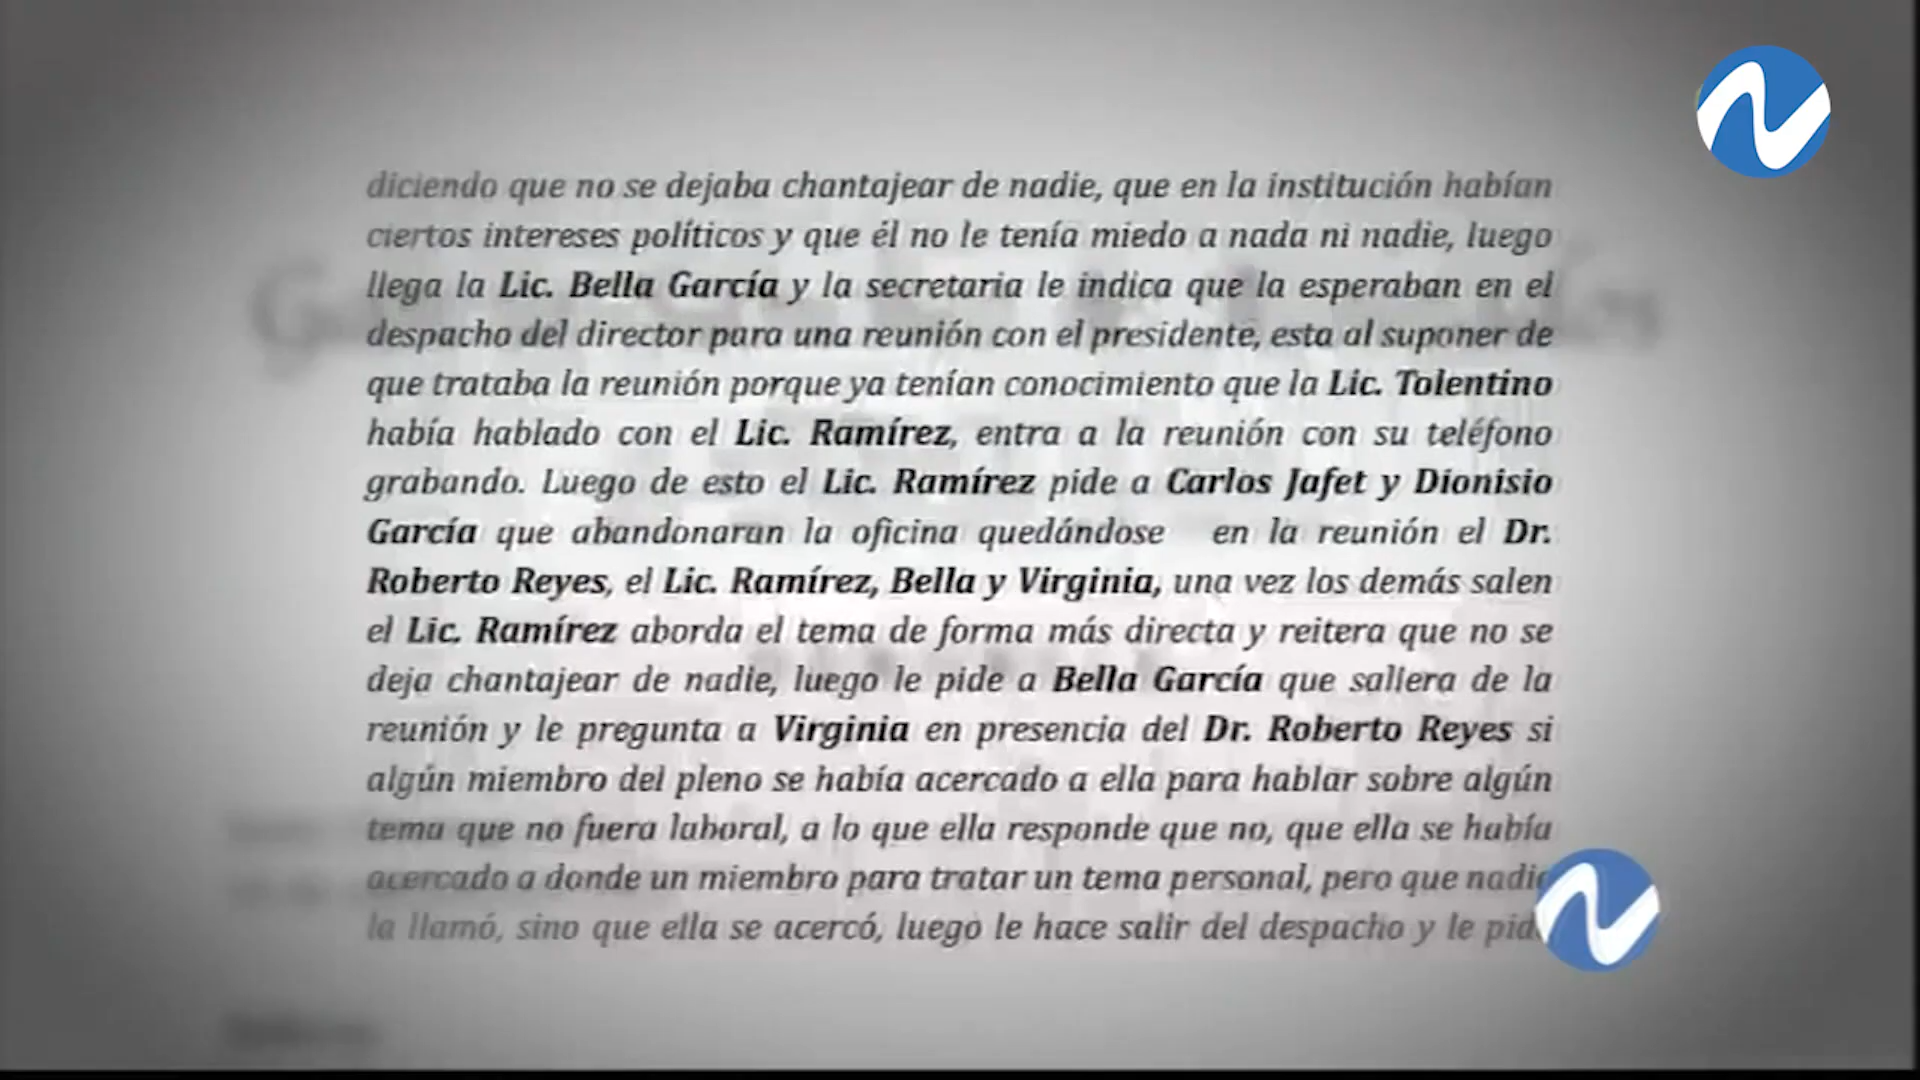 diciendo que no se dejaba chantajear de nadie, que en la institución habían
ciertos intereses políticos y que él no le tenía miedo a nada ni nadie, luego
llega la Lic. Bella García y la secretaria le indica que la esperaban en el
despacho del director para una reunión con el presidente, esta al suponer de
que trataba la reunión porque ya tenían conocimiento que la Lic. Tolentino
había hablado con el Lic. Ramírez, entra a la reunión con su teléfono
grabando. Luego de esto el Lic. Ramírez pide a Carlos Jafet y Dionisio
García que abandonaran la oficina quedándose en la reunión el Dr.
Roberto Reyes, el Lic. Ramírez, Bella y Virginia, una vez los demás salen
el Lic. Ramírez aborda el tema de forma más directa y reitera que no se
deja chantajear de nadie, luego le pide a Bella García que saliera de la
reunión y le pregunta a Virginia en presencia del Dr. Roberto Reyes si
algún miembro del pleno se había acercado a ella para hablar sobre algún
tema que no fuera laboral, a lo que ella responde que no, que ella se había
acercado a donde un miembro para tratar un tema personal, pero que nadie
la llamó, sino que ella se acercó, luego le hace salir del despacho y le